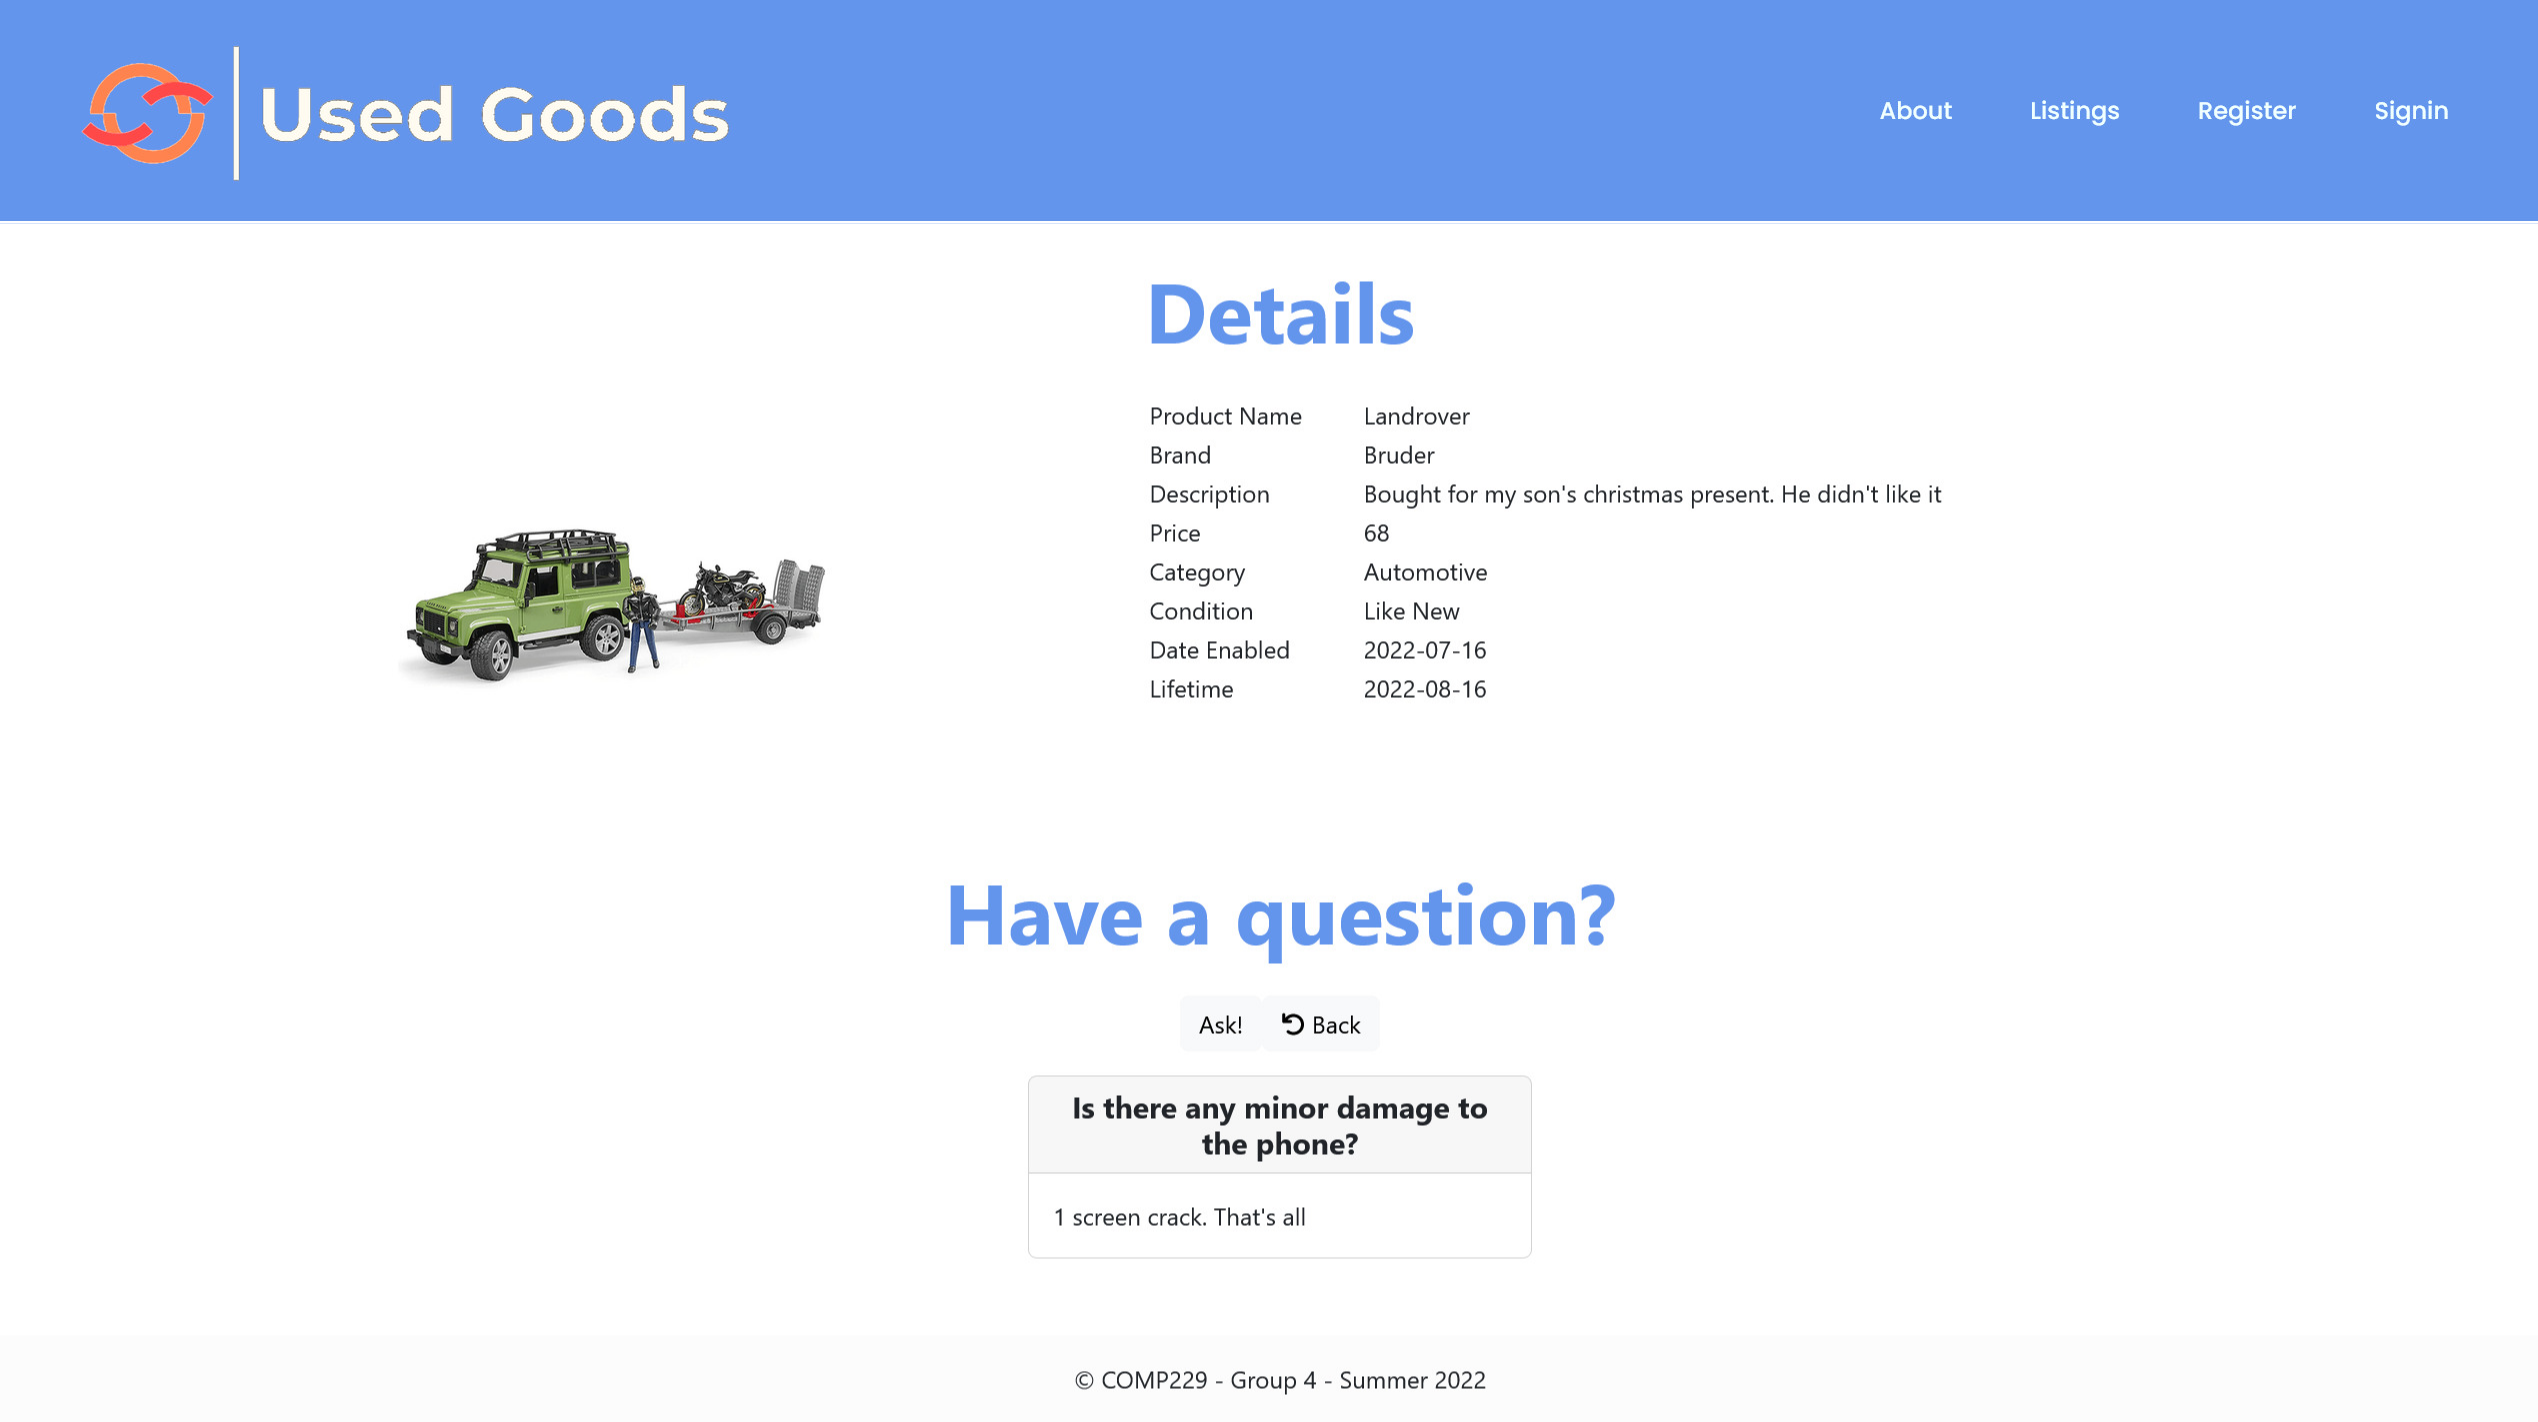 Used Goods
About
Listings
Register
Signin
Details
Product Name Landrover
Brand Bruder
Description Bought for my son's christmas present. He didn't like it
Price 68
Category Automotive
Condition Like New
Date Enabled 2022-07-16
Lifetime 2022-08-16
Have a question?
Ask!
Back
Is there any minor damage to
the phone?
1 screen crack. That's all
© COMP229 - Group 4 - Summer 2022